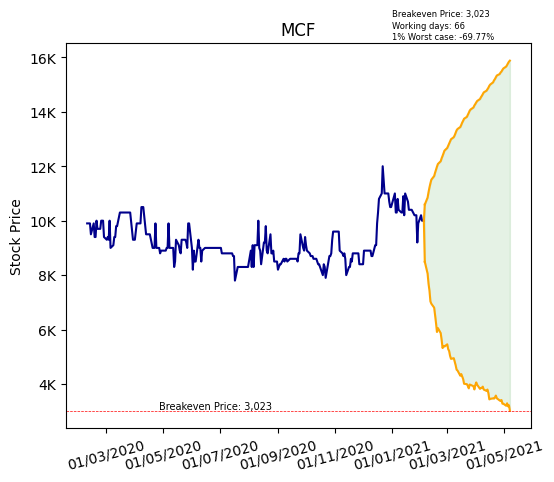 Breakeven Price: 3,023
Working days: 66
1% Worst case: -69.77%
MCF
Stock Price
16K
14K
12K
10K
8K
6K
4K
Breakeven Price: 3,023
01/03/2020
01/05/2020
01/07/2020
01/09/2020
01/11/2020
01/01/2021
01/03/2021
01/05/2021